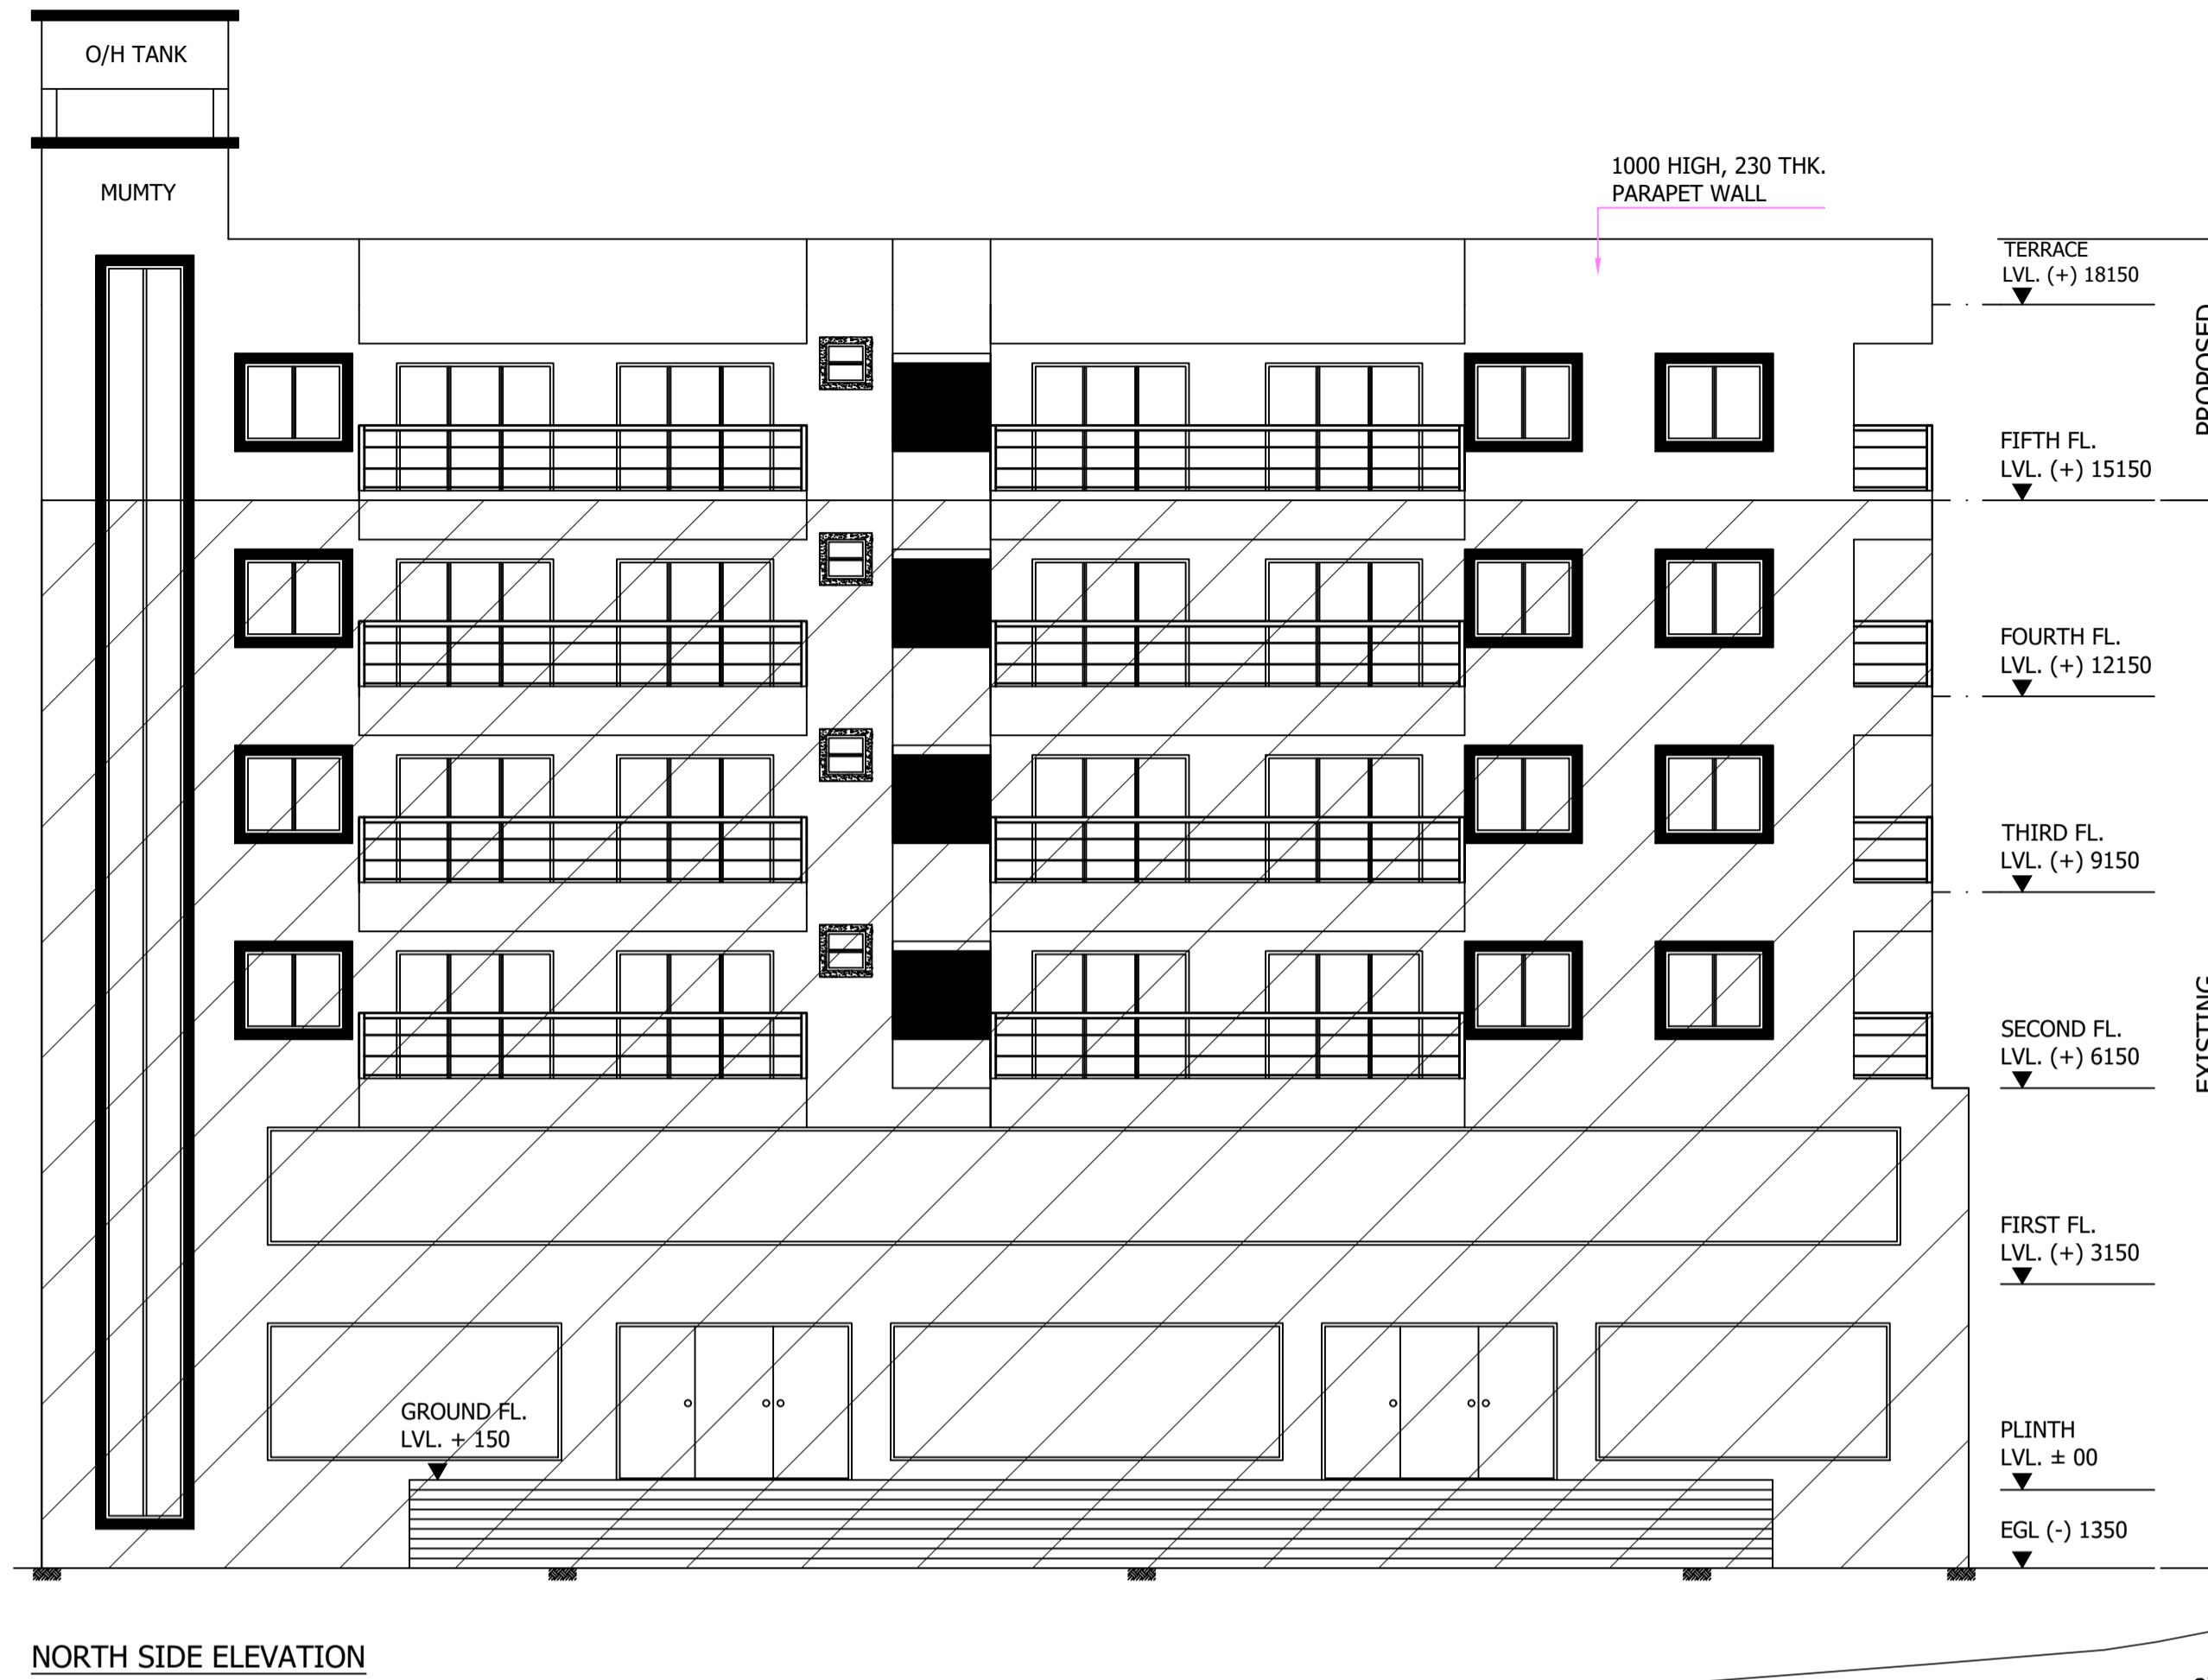 O/H TANK
MUMTY
1000 HIGH, 230 THK.
PARAPET WALL
TERRACE
LVL. (+) 18150
PROPOSED
FIFTH FL.
LVL. (+) 15150
FOURTH FL.
LVL. (+) 12150
THIRD FL.
LVL. (+) 9150
SECOND FL.
LVL. (+) 6150
EXISTING
FIRST FL.
LVL. (+) 3150
GROUND FL.
LVL. + 150
PLINTH
LVL. ± 00
EGL (-) 1350
NORTH SIDE ELEVATION